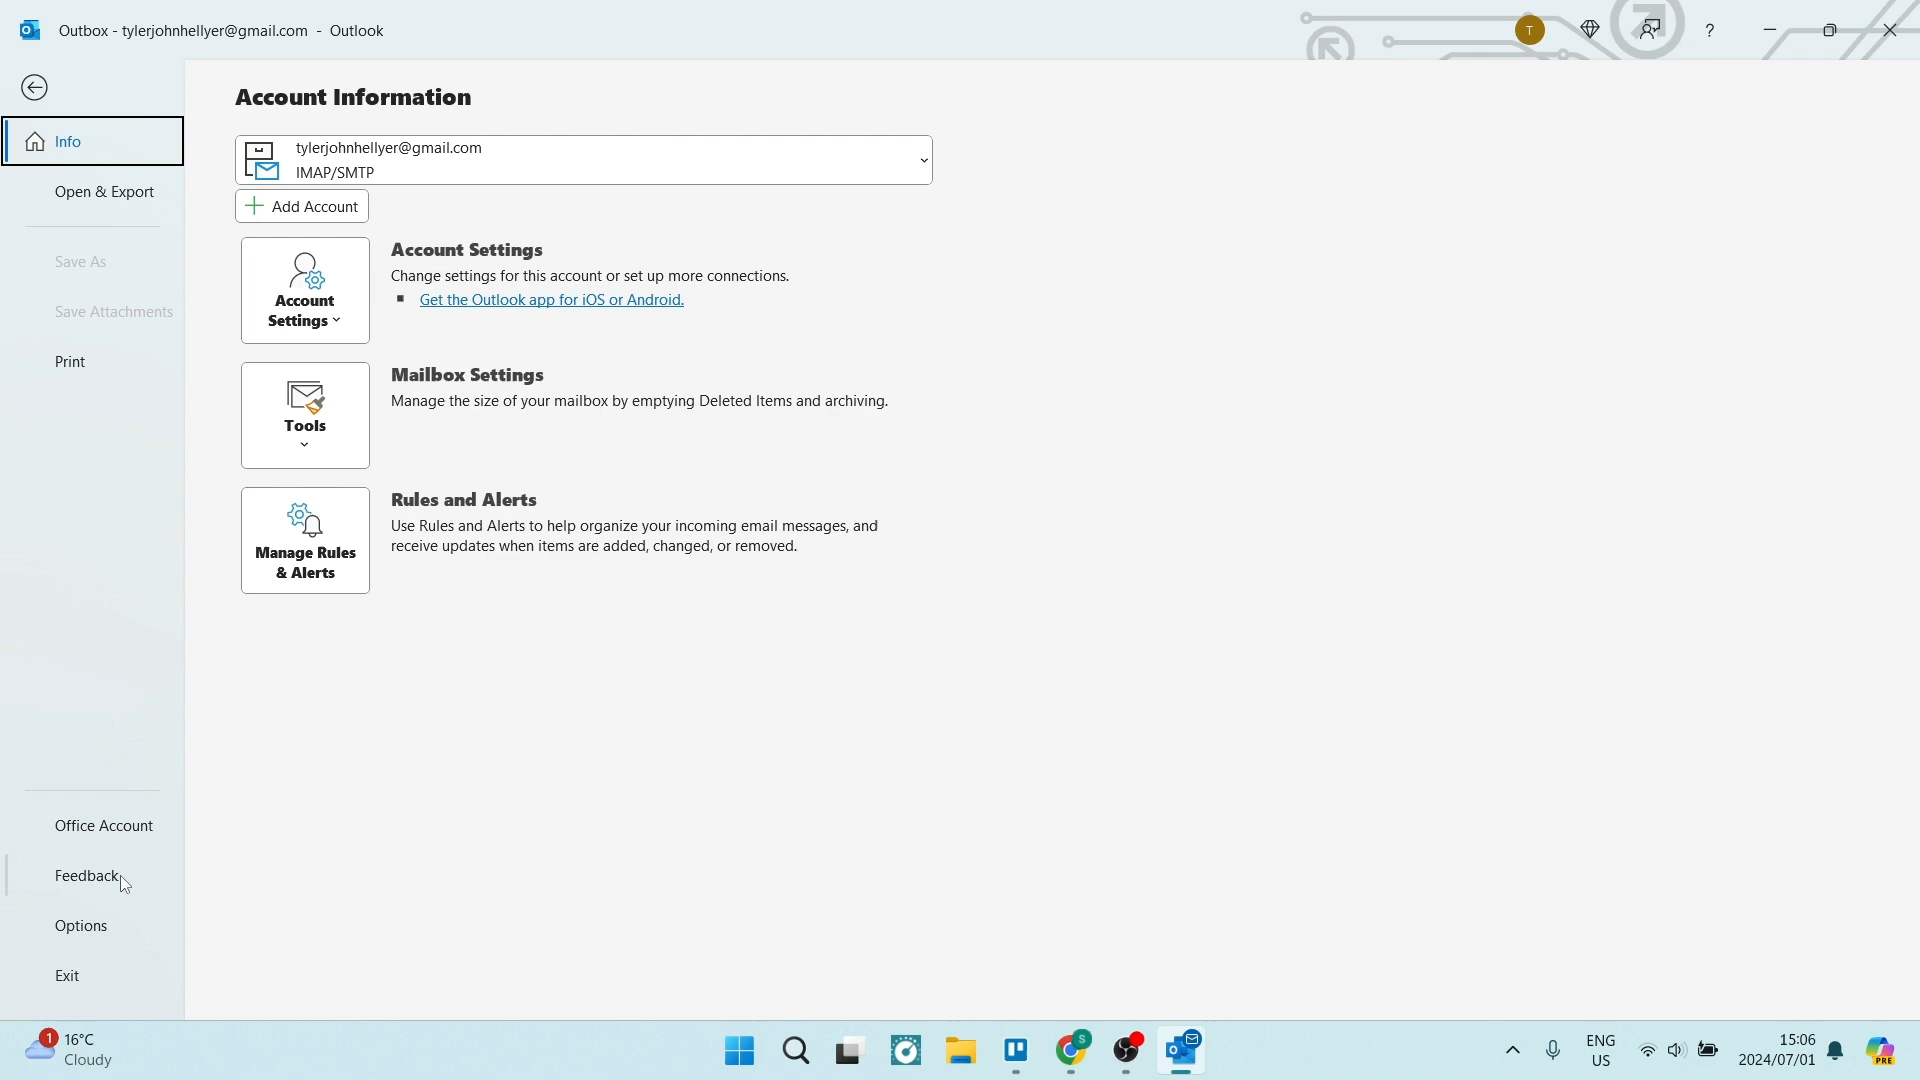 Outbox - tylerjohnhellyer@gmail.com - Outlook
T
?
Info
Open & Export
Save As
Save Attachments
Print
Office Account
Feedback
Options
Exit
Account Information
tylerjohnhellyer@gmail.com
IMAP/SMTP
Add Account
Account
Settings
Account Settings
Change settings for this account or set up more connections.
Get the Outlook app for iOS or Android.
Tools
Mailbox Settings
Manage the size of your mailbox by emptying Deleted Items and archiving.
Manage Rules
& Alerts
Rules and Alerts
Use Rules and Alerts to help organize your incoming email messages, and
receive updates when items are added, changed, or removed.
1
16°C
Cloudy
S
ENG
US
15:06
2024/07/01
PRE